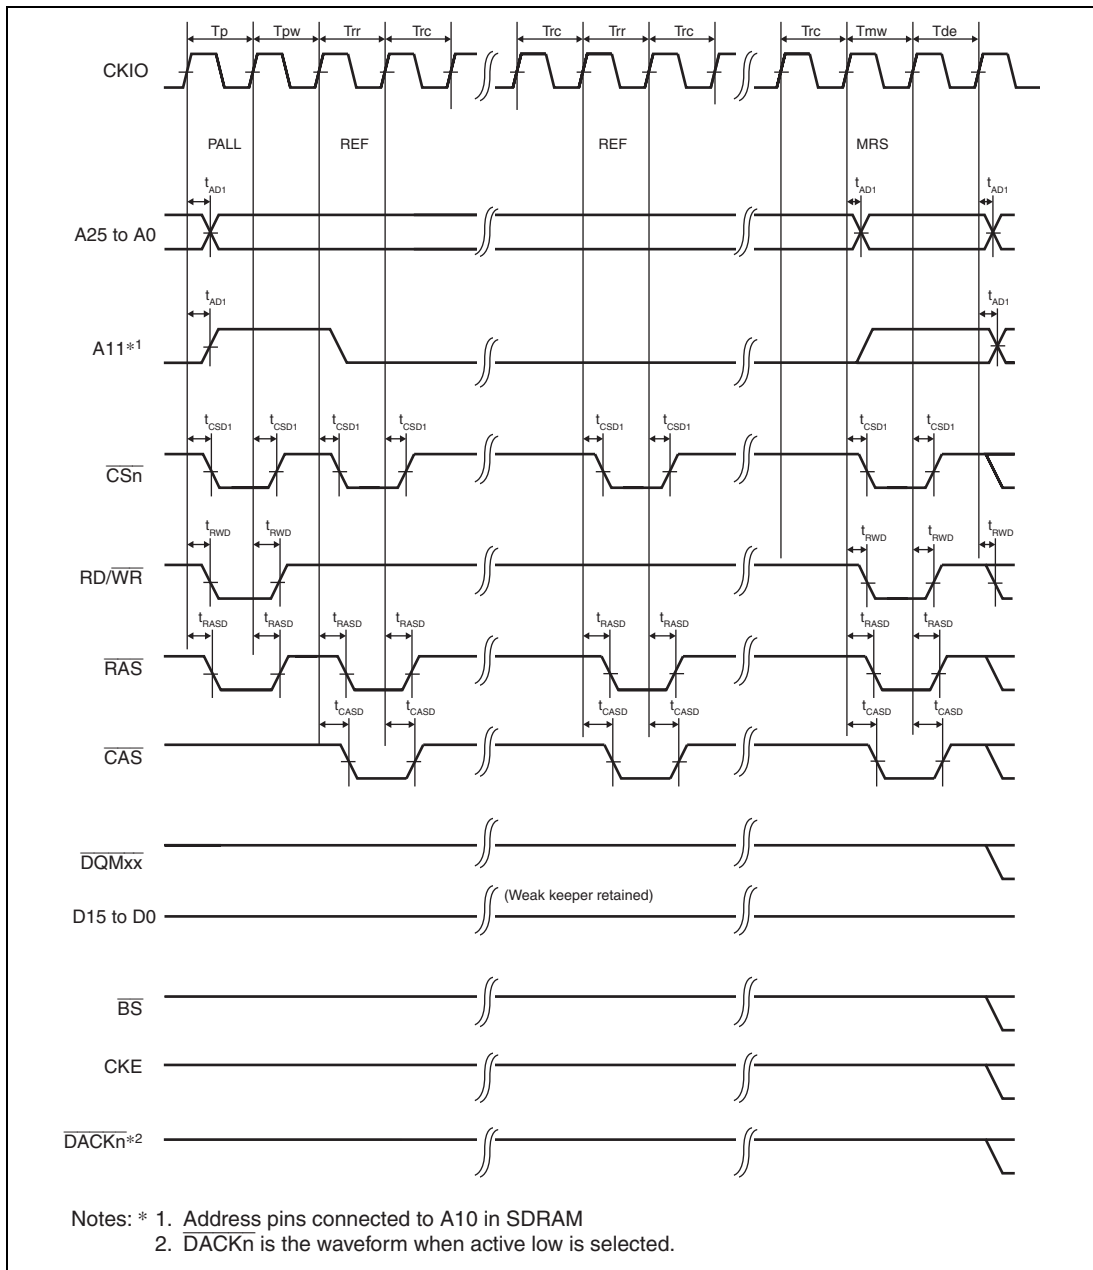 Tp Tpw Trr Trc Trc Trr Trc Trc Tmw Tde
CKIO
PALL REF REF MRS
tAD1 tAD1 tAD1
A25 to A0
tAD1 tAD1
A11*1
tCSD1 tCSD1 tCSD1 tCSD1 tCSD1 tCSD1 tCSD1 tCSD1
CSn
tRWD tRWD tRWD tRWD tRWD
RD/WR
tRASD tRASD tRASD tRASD tRASD tRASD tRASD tRASD
RAS
tCASD tCASD tCASD tCASD tCASD tCASD
CAS
DQMxx
(Weak keeper retained)
D15 to D0
BS
CKE
DACKn*2
Notes: * 1. Address pins connected to A10 in SDRAM
2. DACKn is the waveform when active low is selected.